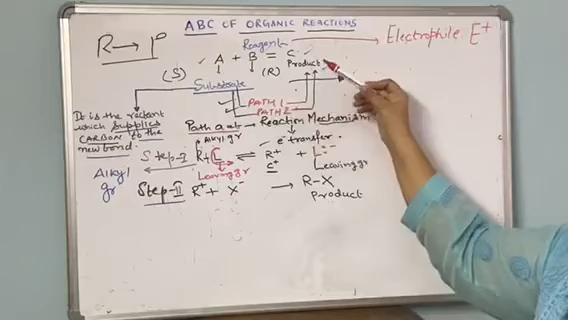 ABC OF ORGANIC REACTIONS
R → P
Reagent → Electrophile E+
A + B = C
(S) (R) Product
Substrate
It is the reactant
which supplies
CARBON to the
new bond.
PATH 1
PATH 2
Path a at Reaction Mechanism
Alkyl gr e- transfer.
Step-I R+L ⇌ R+ + L:-
C+ Leaving gr
Leaving gr
Alkyl
gr
Step-II R+ + X- → R-X
Product